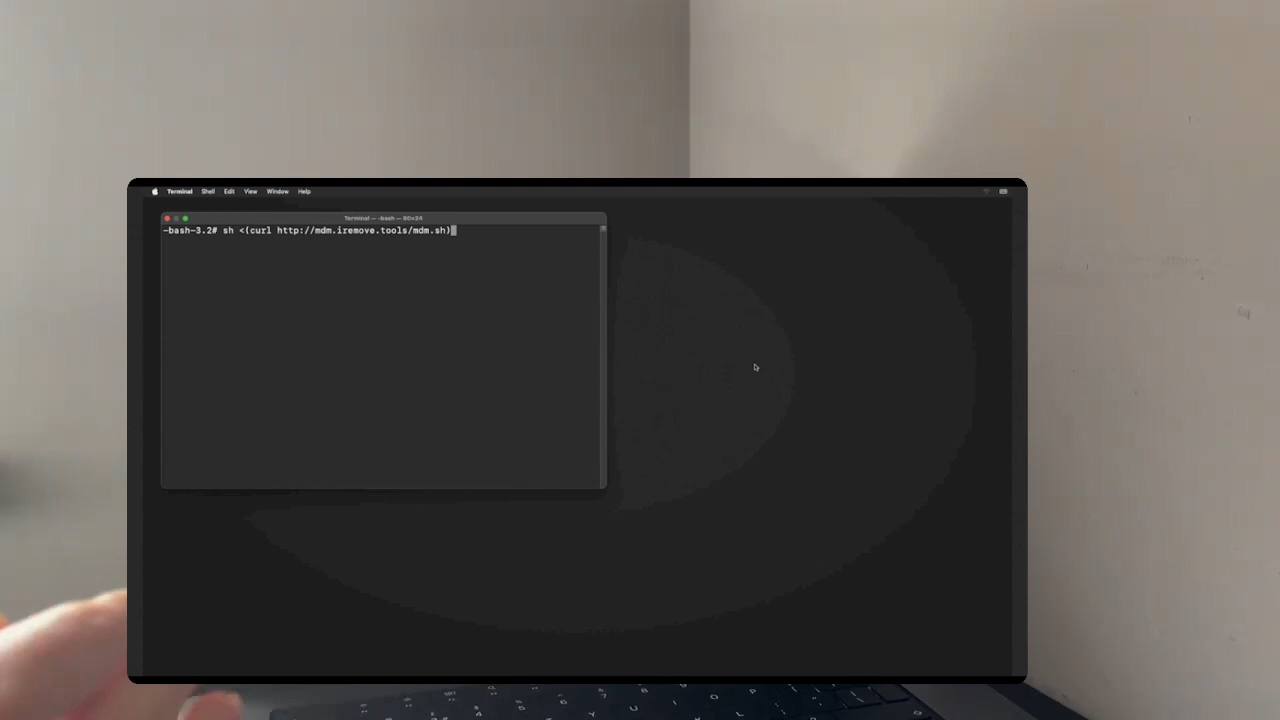 Terminal Shell Edit View Window Help
Terminal — -bash — 80×24
-bash-3.2# sh <(curl http://mdm.iremove.tools/mdm.sh)